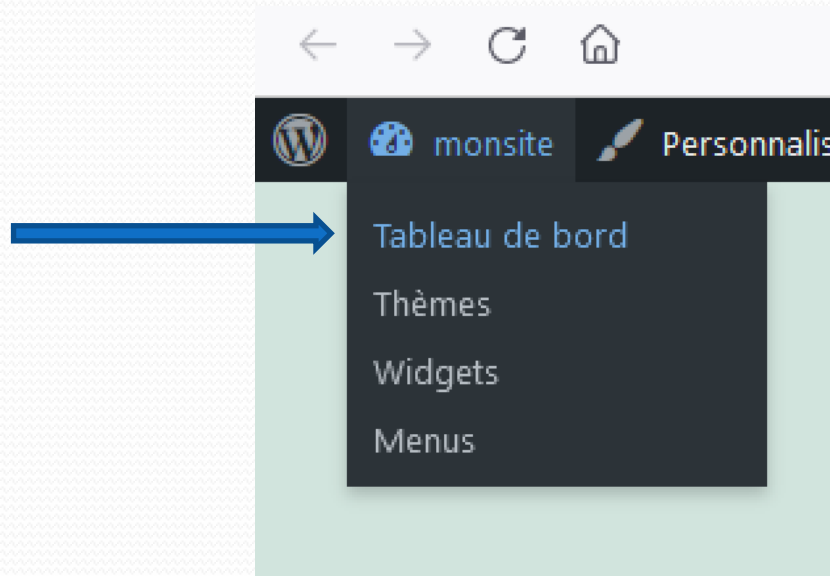 monsite Personnalis
Tableau de bord
Thèmes
Widgets
Menus